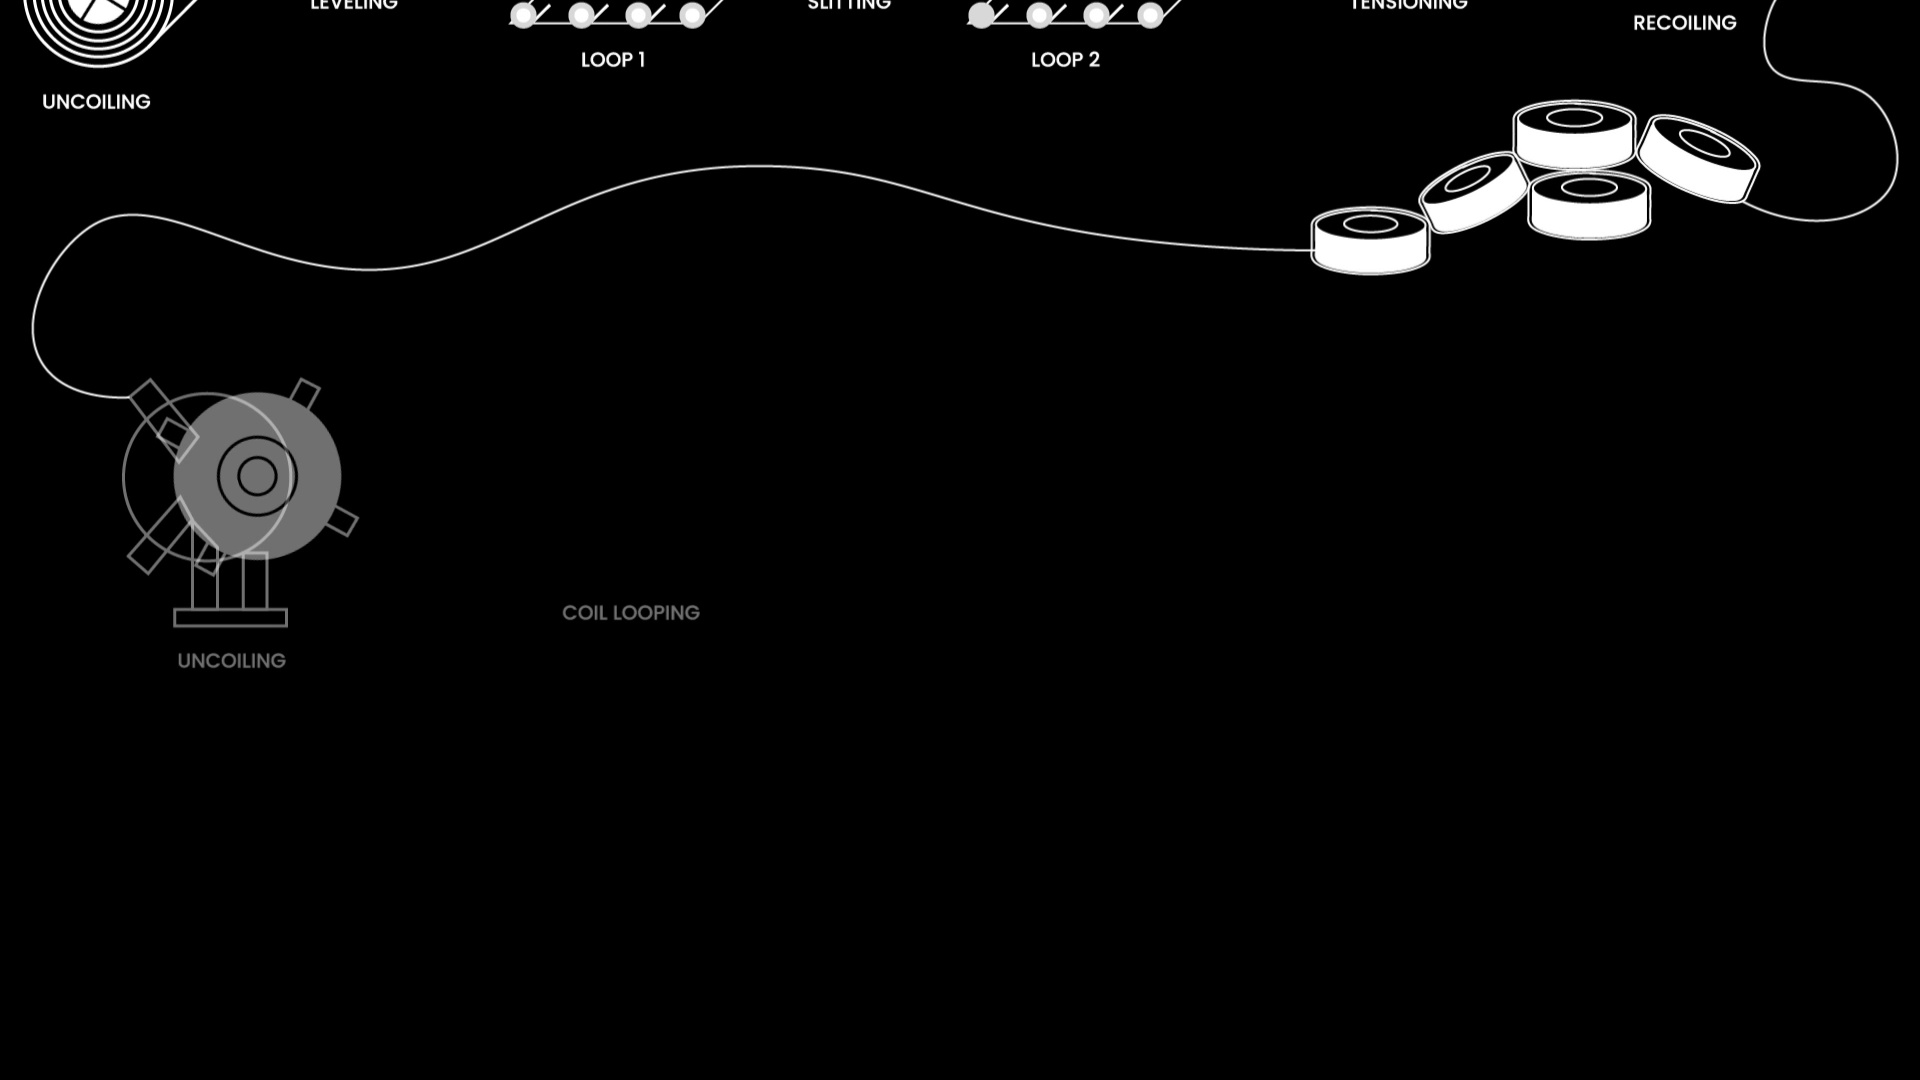 LEVELING
SLITTING
TENSIONING
RECOILING
LOOP 1
LOOP 2
UNCOILING
COIL LOOPING
UNCOILING